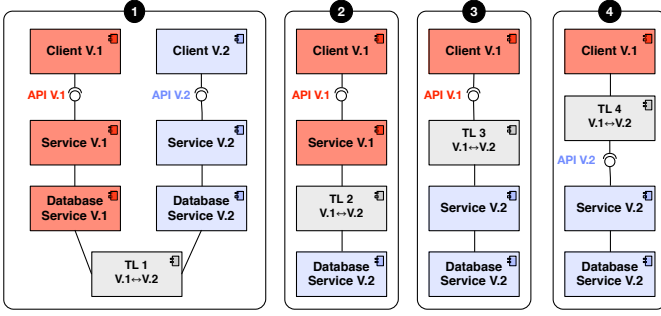 1
Client V.1
Client V.2
API V.1
API V.2
Service V.1
Service V.2
Database
Service V.1
Database
Service V.2
TL 1
V.1↔V.2
2
Client V.1
API V.1
Service V.1
TL 2
V.1↔V.2
Database
Service V.2
3
Client V.1
API V.1
TL 3
V.1↔V.2
Service V.2
Database
Service V.2
4
Client V.1
TL 4
V.1↔V.2
API V.2
Service V.2
Database
Service V.2